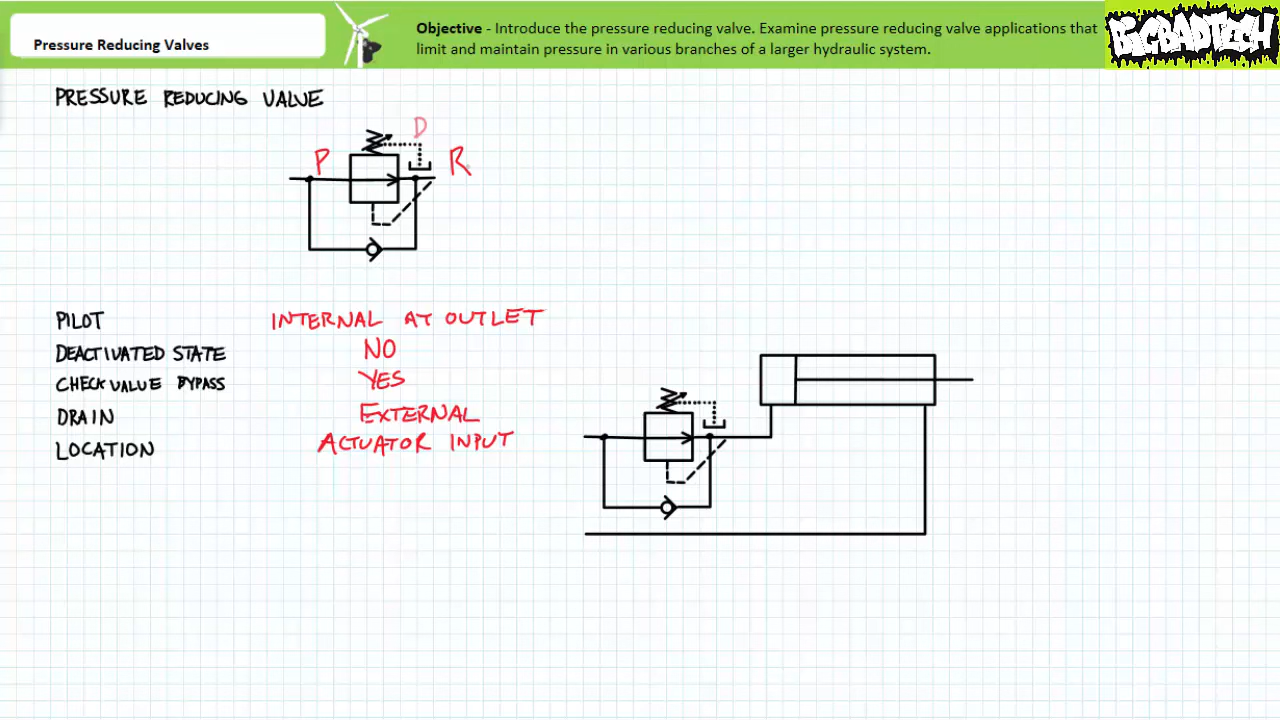 Pressure Reducing Valves
Objective - Introduce the pressure reducing valve. Examine pressure reducing valve applications that
limit and maintain pressure in various branches of a larger hydraulic system.
BIGBADTECH
PRESSURE REDUCING VALVE
D
P
R
PILOT INTERNAL AT OUTLET
DEACTIVATED STATE NO
CHECK VALVE BYPASS YES
DRAIN EXTERNAL
LOCATION ACTUATOR INPUT